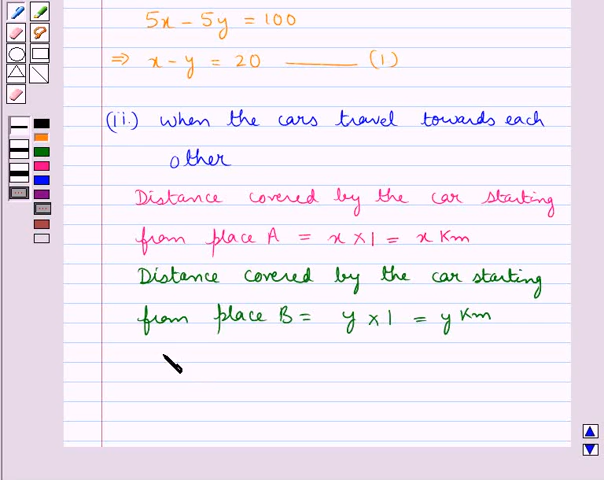 5x - 5y = 100
⇒ x - y = 20 ——— (1)
(ii.) When the cars travel towards each
other
Distance covered by the car starting
from place A = x × 1 = x Km
Distance covered by the car starting
from place B = y × 1 = y Km